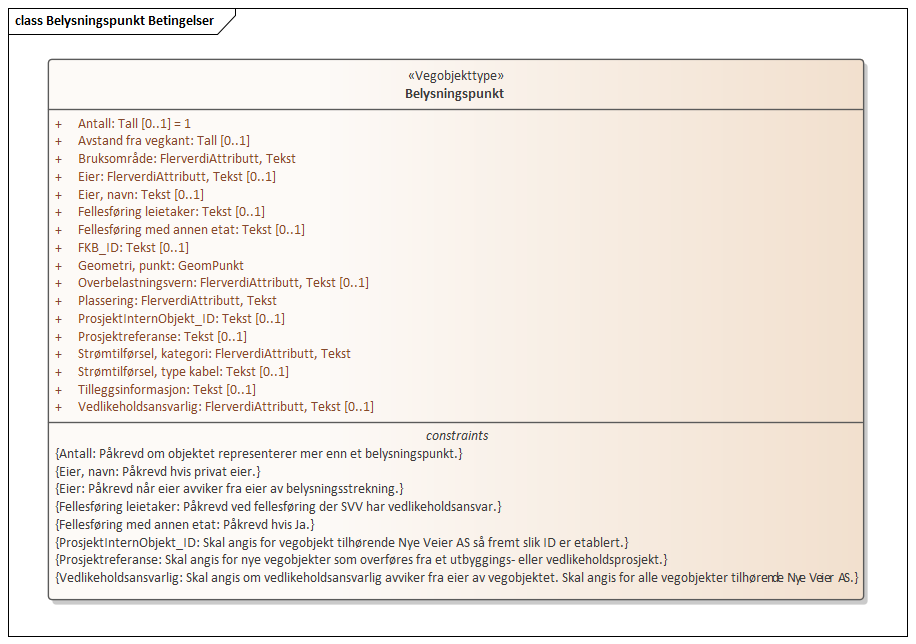 class Belysningspunkt Betingelser
«Vegobjekttype»
Belysningspunkt
+ Antall: Tall [0..1] = 1
+ Avstand fra vegkant: Tall [0..1]
+ Bruksområde: FlerverdiAttributt, Tekst
+ Eier: FlerverdiAttributt, Tekst [0..1]
+ Eier, navn: Tekst [0..1]
+ Fellesføring leietaker: Tekst [0..1]
+ Fellesføring med annen etat: Tekst [0..1]
+ FKB_ID: Tekst [0..1]
+ Geometri, punkt: GeomPunkt
+ Overbelastningsvern: FlerverdiAttributt, Tekst [0..1]
+ Plassering: FlerverdiAttributt, Tekst
+ ProsjektInternObjekt_ID: Tekst [0..1]
+ Prosjektreferanse: Tekst [0..1]
+ Strømtilførsel, kategori: FlerverdiAttributt, Tekst
+ Strømtilførsel, type kabel: Tekst [0..1]
+ Tilleggsinformasjon: Tekst [0..1]
+ Vedlikeholdsansvarlig: FlerverdiAttributt, Tekst [0..1]
constraints
{Antall: Påkrevd om objektet representerer mer enn et belysningspunkt.}
{Eier, navn: Påkrevd hvis privat eier.}
{Eier: Påkrevd når eier avviker fra eier av belysningsstrekning.}
{Fellesføring leietaker: Påkrevd ved fellesføring der SVV har vedlikeholdsansvar.}
{Fellesføring med annen etat: Påkrevd hvis Ja.}
{ProsjektInternObjekt_ID: Skal angis for vegobjekt tilhørende Nye Veier AS så fremt slik ID er etablert.}
{Prosjektreferanse: Skal angis for nye vegobjekter som overføres fra et utbyggings- eller vedlikeholdsprosjekt.}
{Vedlikeholdsansvarlig: Skal angis om vedlikeholdsansvarlig avviker fra eier av vegobjektet. Skal angis for alle vegobjekter tilhørende Nye Veier AS.}